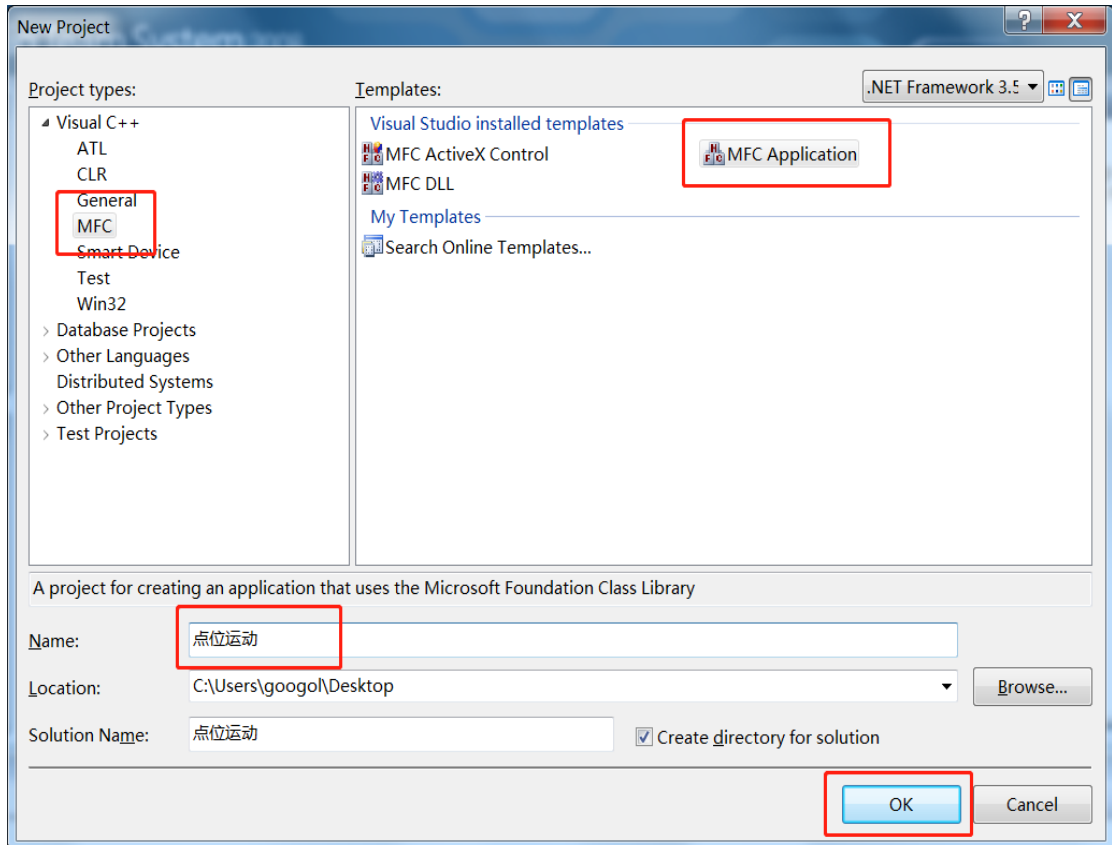 New Project
Project types:
Templates:
.NET Framework 3.5
Visual C++
ATL
CLR
General
MFC
Smart Device
Test
Win32
Database Projects
Other Languages
Distributed Systems
Other Project Types
Test Projects
Visual Studio installed templates
MFC ActiveX Control
MFC Application
MFC DLL
My Templates
Search Online Templates...
A project for creating an application that uses the Microsoft Foundation Class Library
Name:
点位运动
Location:
C:\Users\googol\Desktop
Browse...
Solution Name:
点位运动
Create directory for solution
OK
Cancel